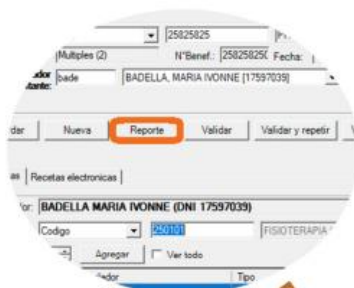 25825825
Multiples (2) N°Benef.: 25825825( Fecha:
bade BADELLA, MARIA IVONNE [17597039]
dar Nueva Reporte Validar Validar y repetir
as Recetas electronicas
or: BADELLA MARIA IVONNE (DNI 17597039)
Codigo 250101 FISIOTERAPIA
Agregar Ver todo
Tipo